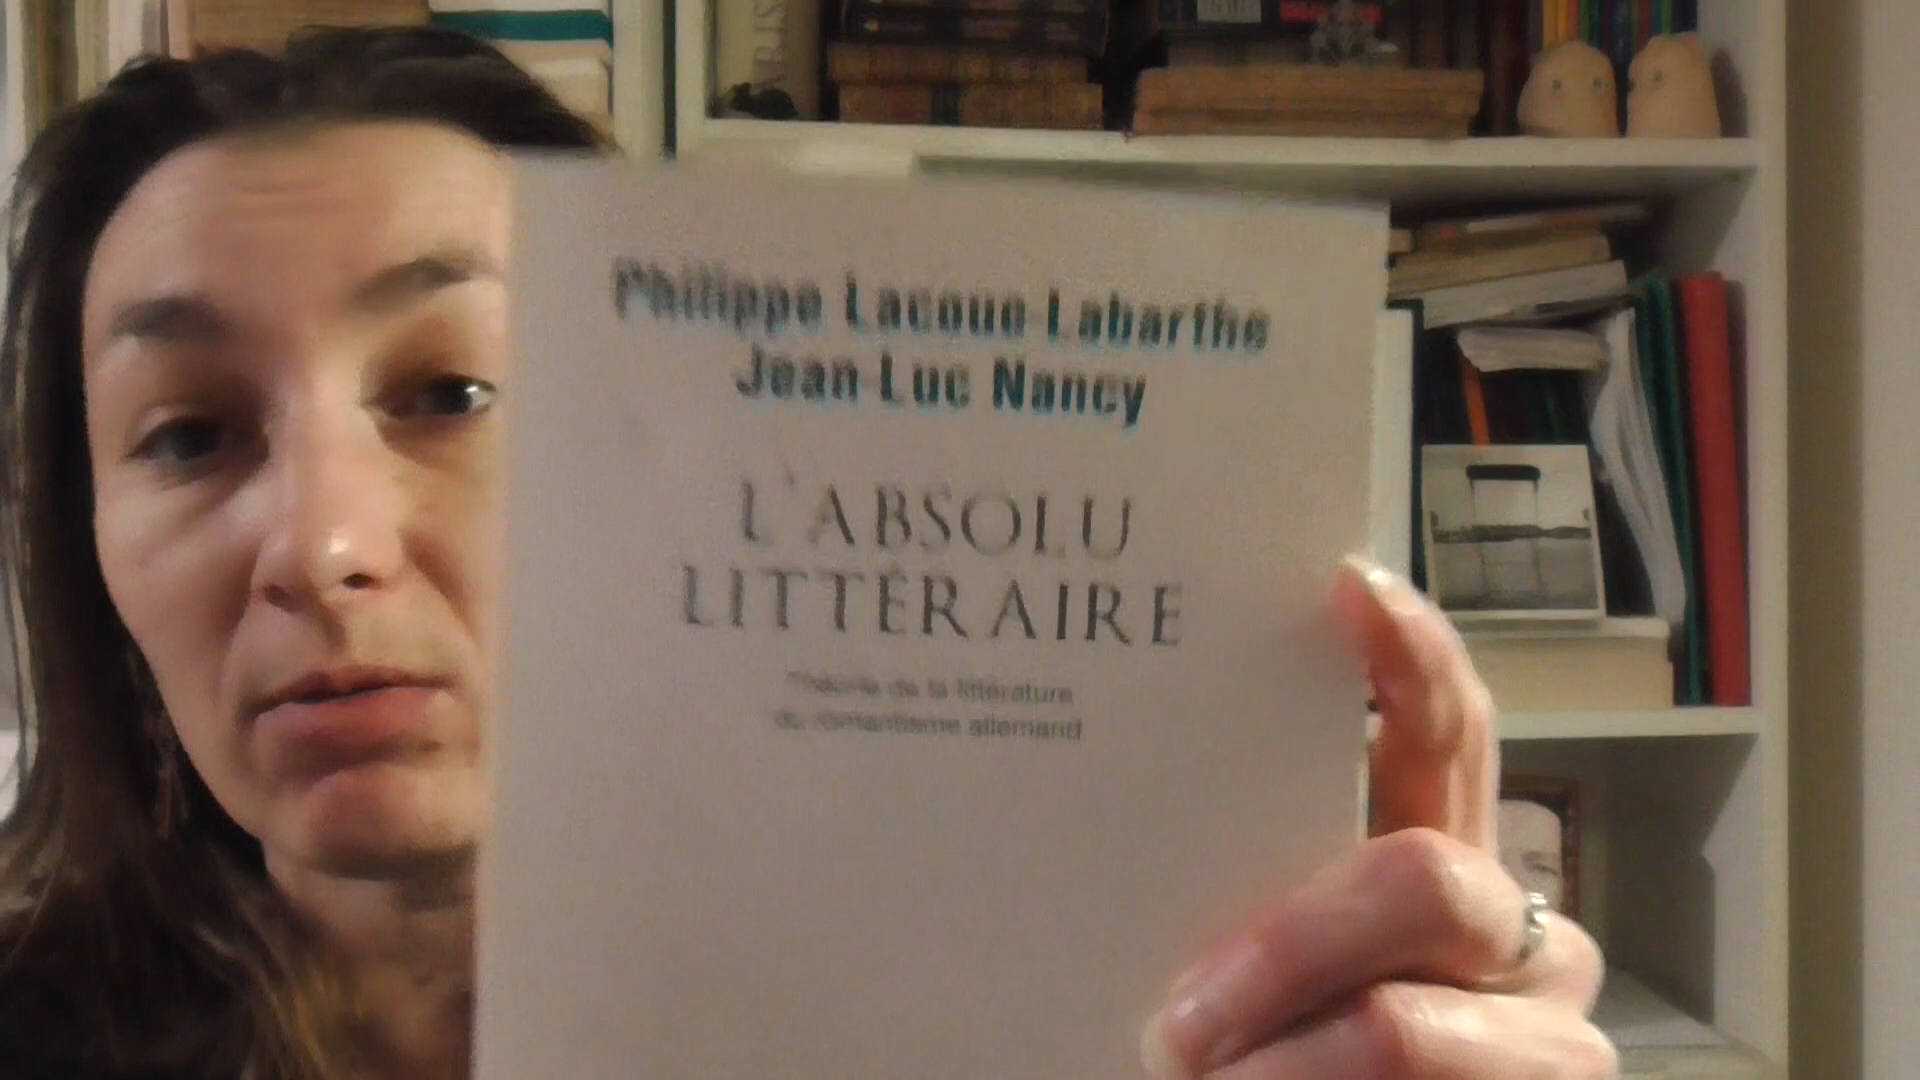 Philippe Lacoue-Labarthe
Jean-Luc Nancy
L'ABSOLU
LITTÉRAIRE
Théorie de la littérature
du romantisme allemand